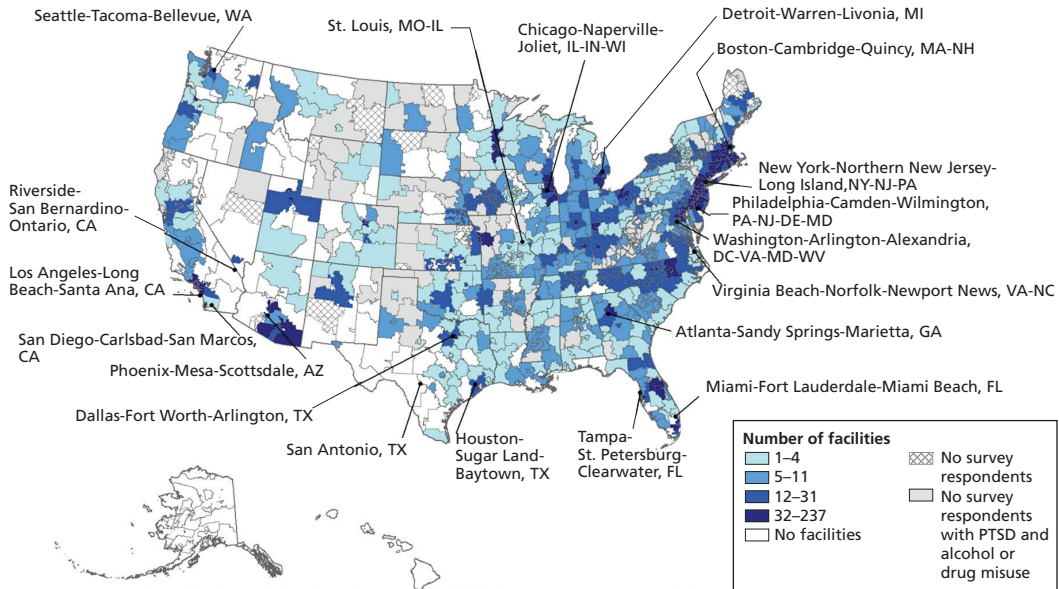 Seattle-Tacoma-Bellevue, WA
St. Louis, MO-IL
Chicago-Naperville-
Joliet, IL-IN-WI
Detroit-Warren-Livonia, MI
Boston-Cambridge-Quincy, MA-NH
New York-Northern New Jersey-
Long Island,NY-NJ-PA
Philadelphia-Camden-Wilmington,
PA-NJ-DE-MD
Washington-Arlington-Alexandria,
DC-VA-MD-WV
Virginia Beach-Norfolk-Newport News, VA-NC
Atlanta-Sandy Springs-Marietta, GA
Miami-Fort Lauderdale-Miami Beach, FL
Riverside-
San Bernardino-
Ontario, CA
Los Angeles-Long
Beach-Santa Ana, CA
San Diego-Carlsbad-San Marcos,
CA
Phoenix-Mesa-Scottsdale, AZ
Dallas-Fort Worth-Arlington, TX
San Antonio, TX
Houston-
Sugar Land-
Baytown, TX
Tampa-
St. Petersburg-
Clearwater, FL
Number of facilities
1–4
5–11
12–31
32–237
No facilities
No survey
respondents
No survey
respondents
with PTSD and
alcohol or
drug misuse